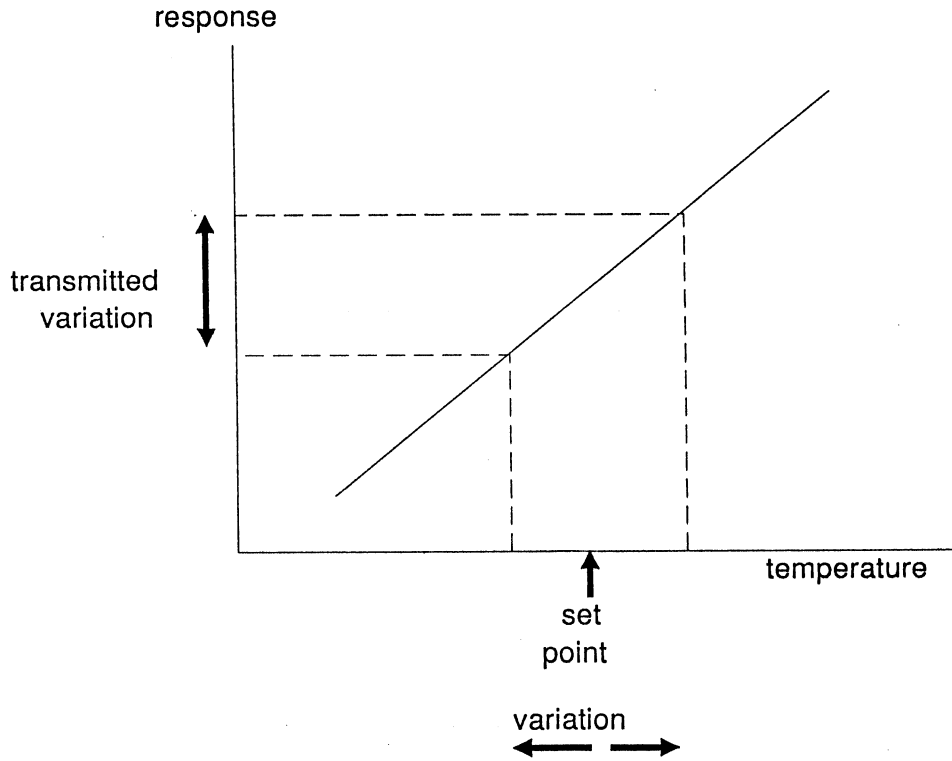 response
transmitted
variation
temperature
set
point
variation